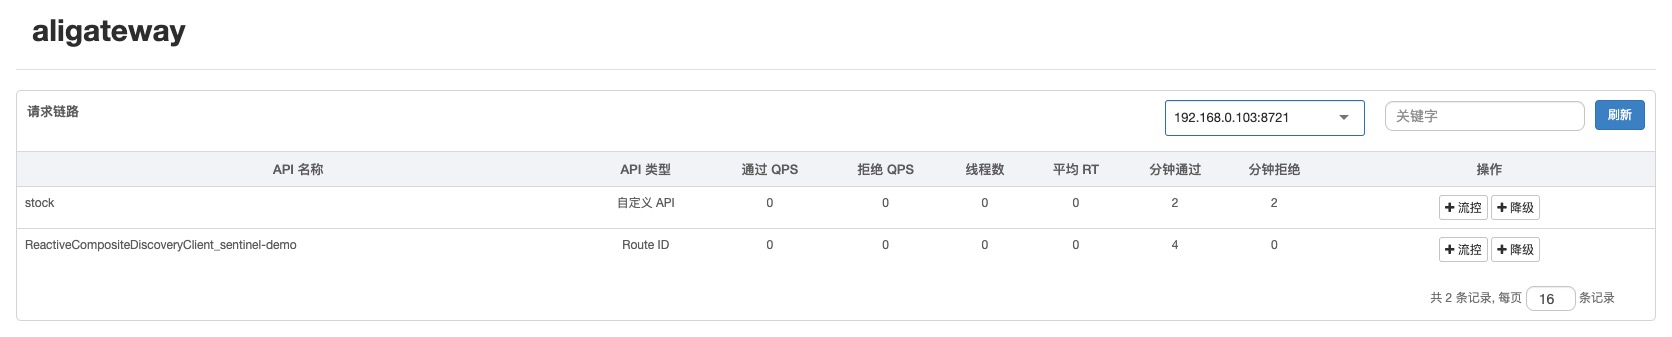 aligateway
请求链路 192.168.0.103:8721 关键字 刷新
API 名称 API 类型 通过 QPS 拒绝 QPS 线程数 平均 RT 分钟通过 分钟拒绝 操作
stock 自定义 API 0 0 0 0 2 2 + 流控 + 降级
ReactiveCompositeDiscoveryClient_sentinel-demo Route ID 0 0 0 0 4 0 + 流控 + 降级
共 2 条记录, 每页 16 条记录